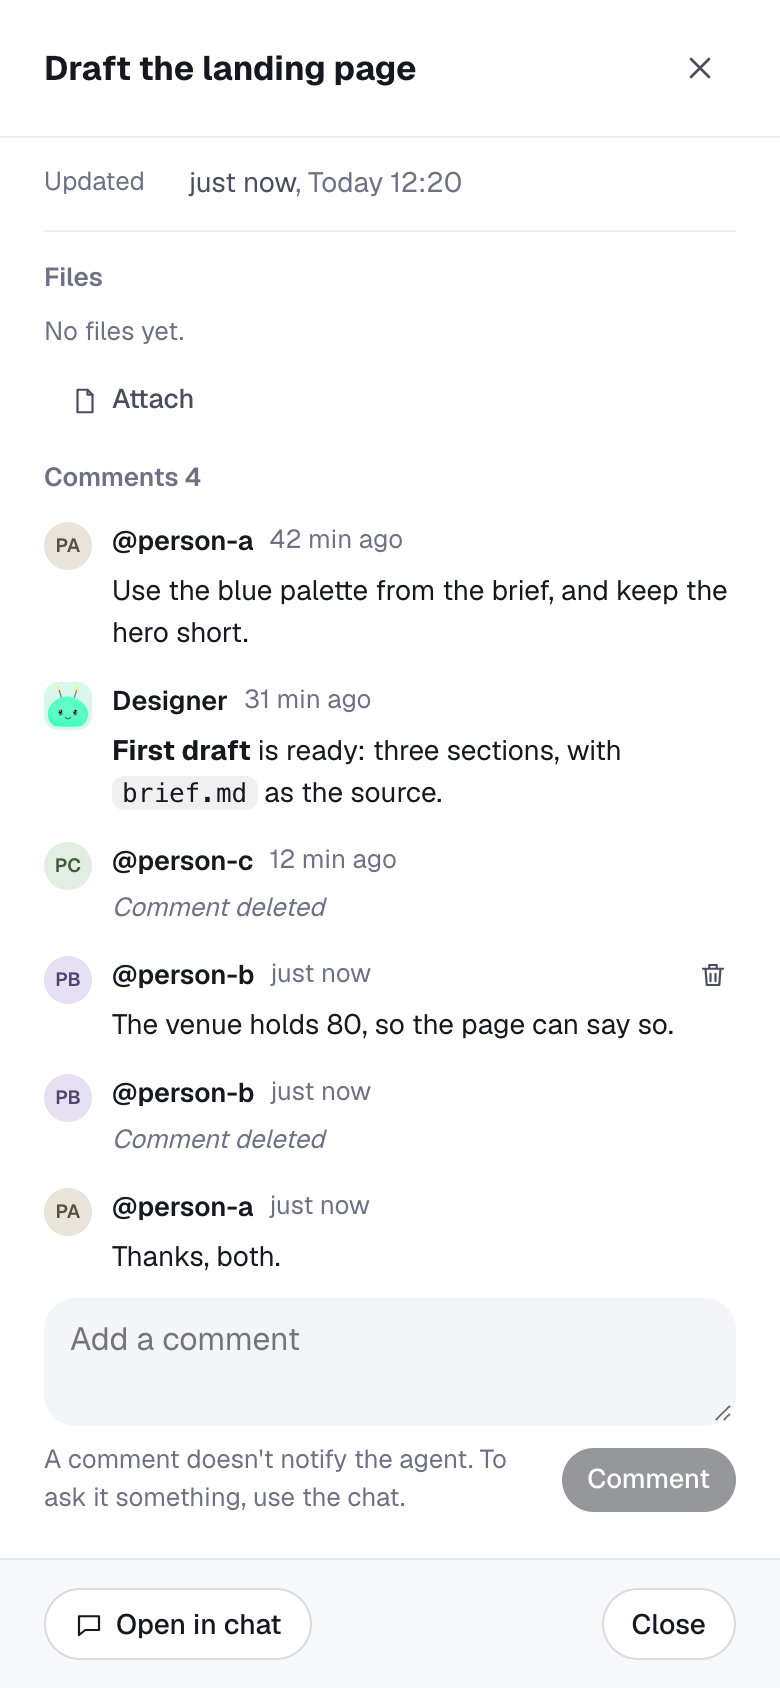 Draft the landing page
Updated just now, Today 12:20
Files
No files yet.
Attach
Comments 4
PA @person-a 42 min ago
Use the blue palette from the brief, and keep the
hero short.
Designer 31 min ago
First draft is ready: three sections, with
brief.md as the source.
PC @person-c 12 min ago
Comment deleted
PB @person-b just now
The venue holds 80, so the page can say so.
PB @person-b just now
Comment deleted
PA @person-a just now
Thanks, both.
Add a comment
A comment doesn't notify the agent. To
ask it something, use the chat.
Comment
Open in chat
Close